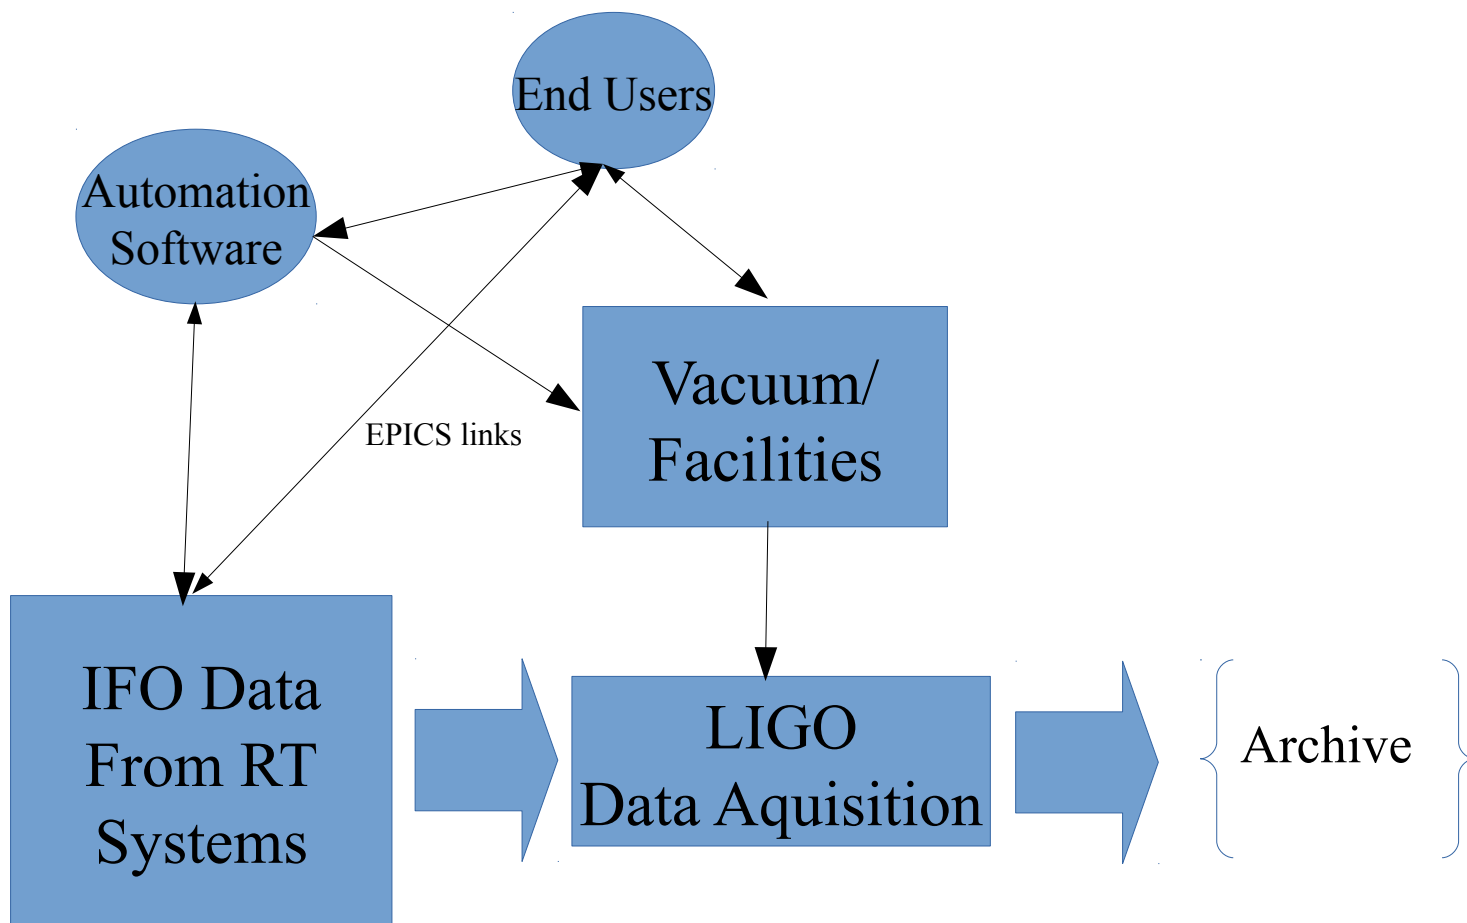 End Users
Automation
Software
Vacuum/
Facilities
EPICS links
IFO Data
From RT
Systems
LIGO
Data Aquisition
Archive